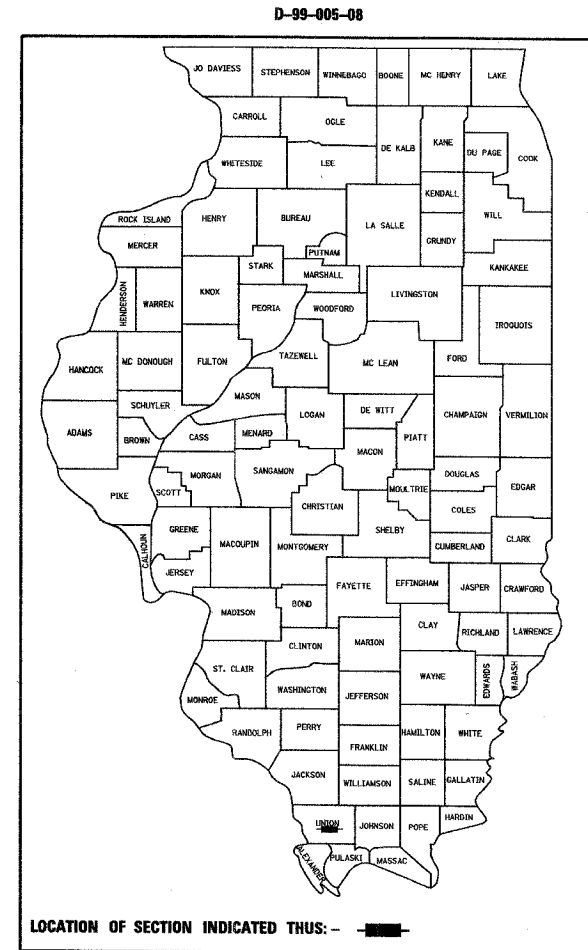 D-99-005-08
JO DAVIESS
STEPHENSON
WINNEBAGO
BOONE
MC HENRY
LAKE
CARROLL
OGLE
DE KALB
KANE
DU PAGE
COOK
WHITESIDE
LEE
KENDALL
WILL
ROCK ISLAND
HENRY
BUREAU
LA SALLE
GRUNDY
MERCER
PUTNAM
STARK
MARSHALL
KANKAKEE
HENDERSON
WARREN
KNOX
PEORIA
WOODFORD
LIVINGSTON
IROQUOIS
HANCOCK
MC DONOUGH
FULTON
TAZEWELL
MC LEAN
FORD
SCHUYLER
MASON
LOGAN
DE WITT
CHAMPAIGN
VERMILION
ADAMS
BROWN
CASS
MENARD
MACON
PIATT
PIKE
SCOTT
MORGAN
SANGAMON
CHRISTIAN
MOULTRIE
DOUGLAS
EDGAR
COLES
GREENE
MACOUPIN
MONTGOMERY
SHELBY
CUMBERLAND
CLARK
CALHOUN
JERSEY
FAYETTE
EFFINGHAM
JASPER
CRAWFORD
MADISON
BOND
CLAY
RICHLAND
LAWRENCE
CLINTON
MARION
ST. CLAIR
WAYNE
EDWARDS
WABASH
MONROE
WASHINGTON
JEFFERSON
RANDOLPH
PERRY
HAMILTON
WHITE
FRANKLIN
JACKSON
WILLIAMSON
SALINE
GALLATIN
UNION
JOHNSON
POPE
HARDIN
ALEXANDER
PULASKI
MASSAC
LOCATION OF SECTION INDICATED THUS: -